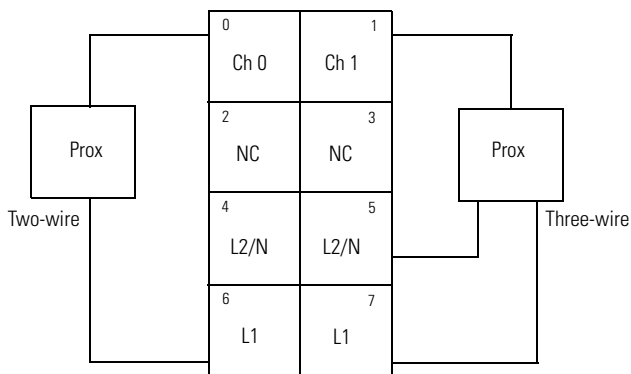 0
1
Ch 0
Ch 1
2
3
Prox
NC
NC
Prox
4
5
Two-wire
L2/N
L2/N
Three-wire
6
7
L1
L1